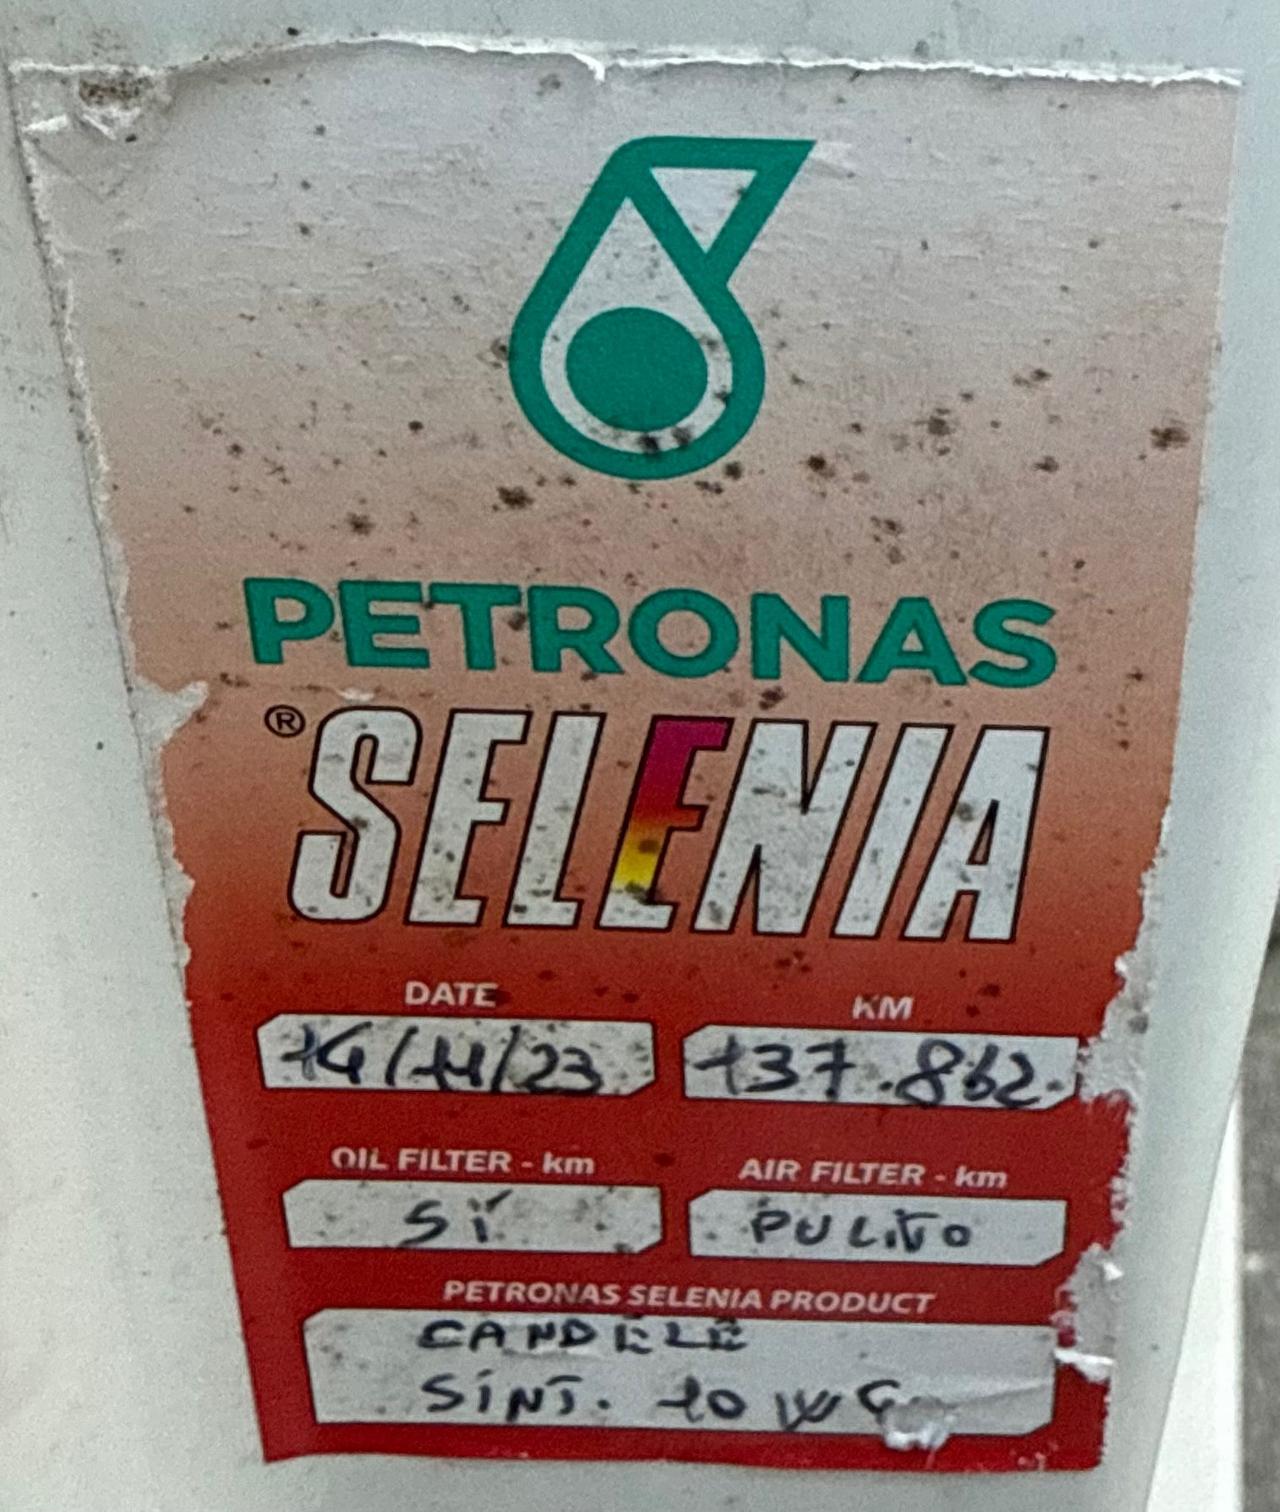 PETRONAS
®SELENIA
DATE KM
14/11/23 137.862
OIL FILTER - km AIR FILTER - km
Sì PULITO
PETRONAS SELENIA PRODUCT
CANDELE
SINT. 10 W